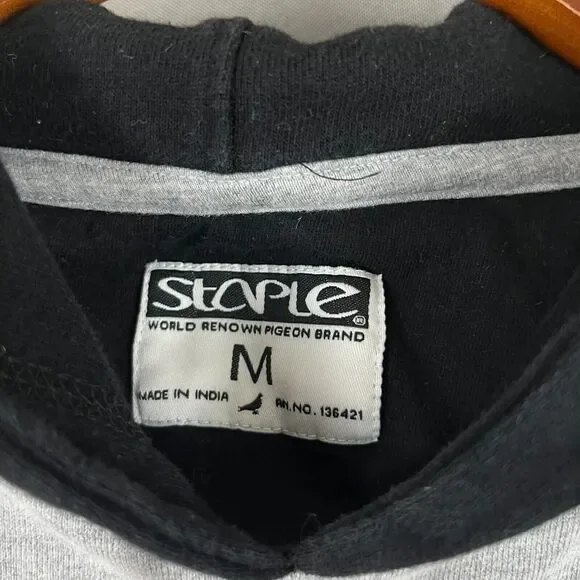 STAPLE®
WORLD RENOWN PIGEON BRAND
M
MADE IN INDIA RN.NO. 136421